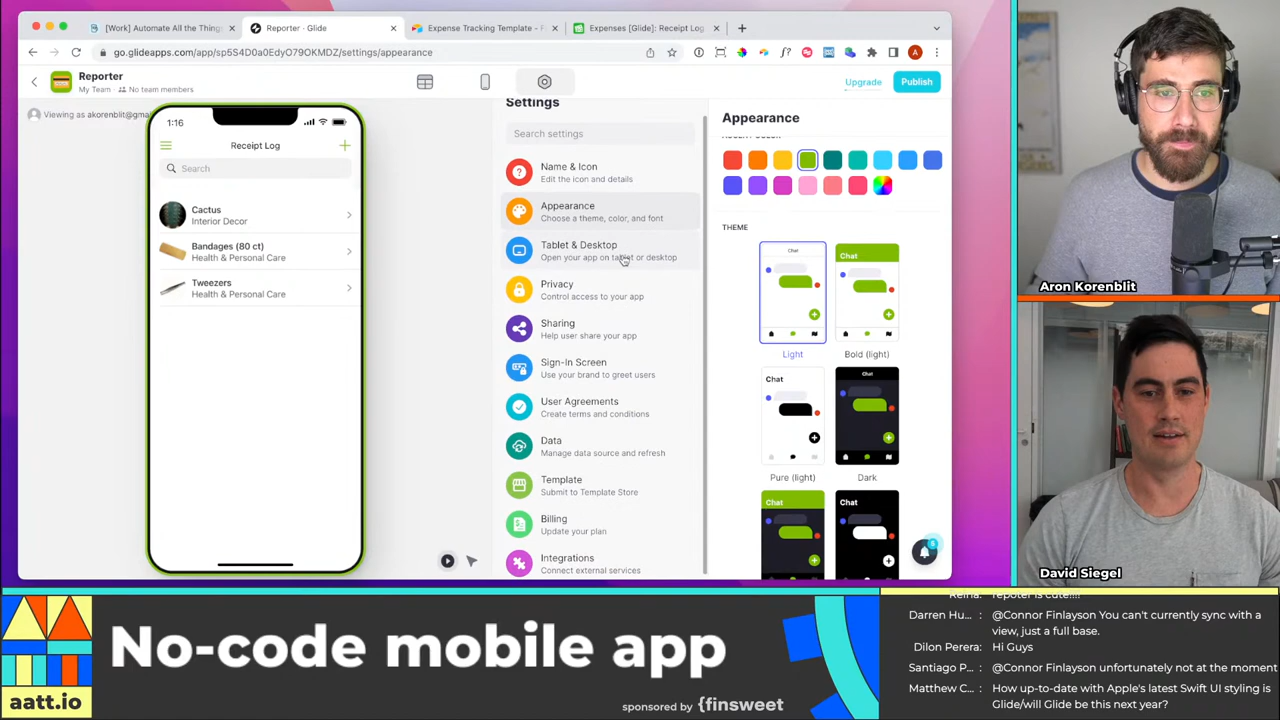 [Work] Automate All the Thing
Reporter - Glide
Expense Tracking Template -
Expenses [Glide]: Receipt Log
go.glideapps.com/app/sp5S4D0a0EdyO79OKMDZ/settings/appearance
Reporter
My Team · No team members
Upgrade
Publish
Viewing as akorenblit@gma
1:16
Receipt Log
Search
Cactus
Interior Decor
Bandages (80 ct)
Health & Personal Care
Tweezers
Health & Personal Care
Settings
Search settings
Name & Icon
Edit the icon and details
Appearance
Choose a theme, color, and font
Tablet & Desktop
Open your app on tablet or desktop
Privacy
Control access to your app
Sharing
Help user share your app
Sign-In Screen
Use your brand to greet users
User Agreements
Create terms and conditions
Data
Manage data source and refresh
Template
Submit to Template Store
Billing
Update your plan
Integrations
Connect external services
Appearance
THEME
Chat
Chat
Light
Bold (light)
Chat
Chat
Pure (light)
Dark
Chat
Chat
Aron Korenblit
David Siegel
No-code mobile app
sponsored by {finsweet
aatt.io
Reina: repoter is cute!!!!
Darren Hu... : @Connor Finlayson You can't currently sync with a
view, just a full base.
Dilon Perera: Hi Guys
Santiago P... : @Connor Finlayson unfortunately not at the moment
Matthew C... : How up-to-date with Apple's latest Swift UI styling is
Glide/will Glide be this next year?